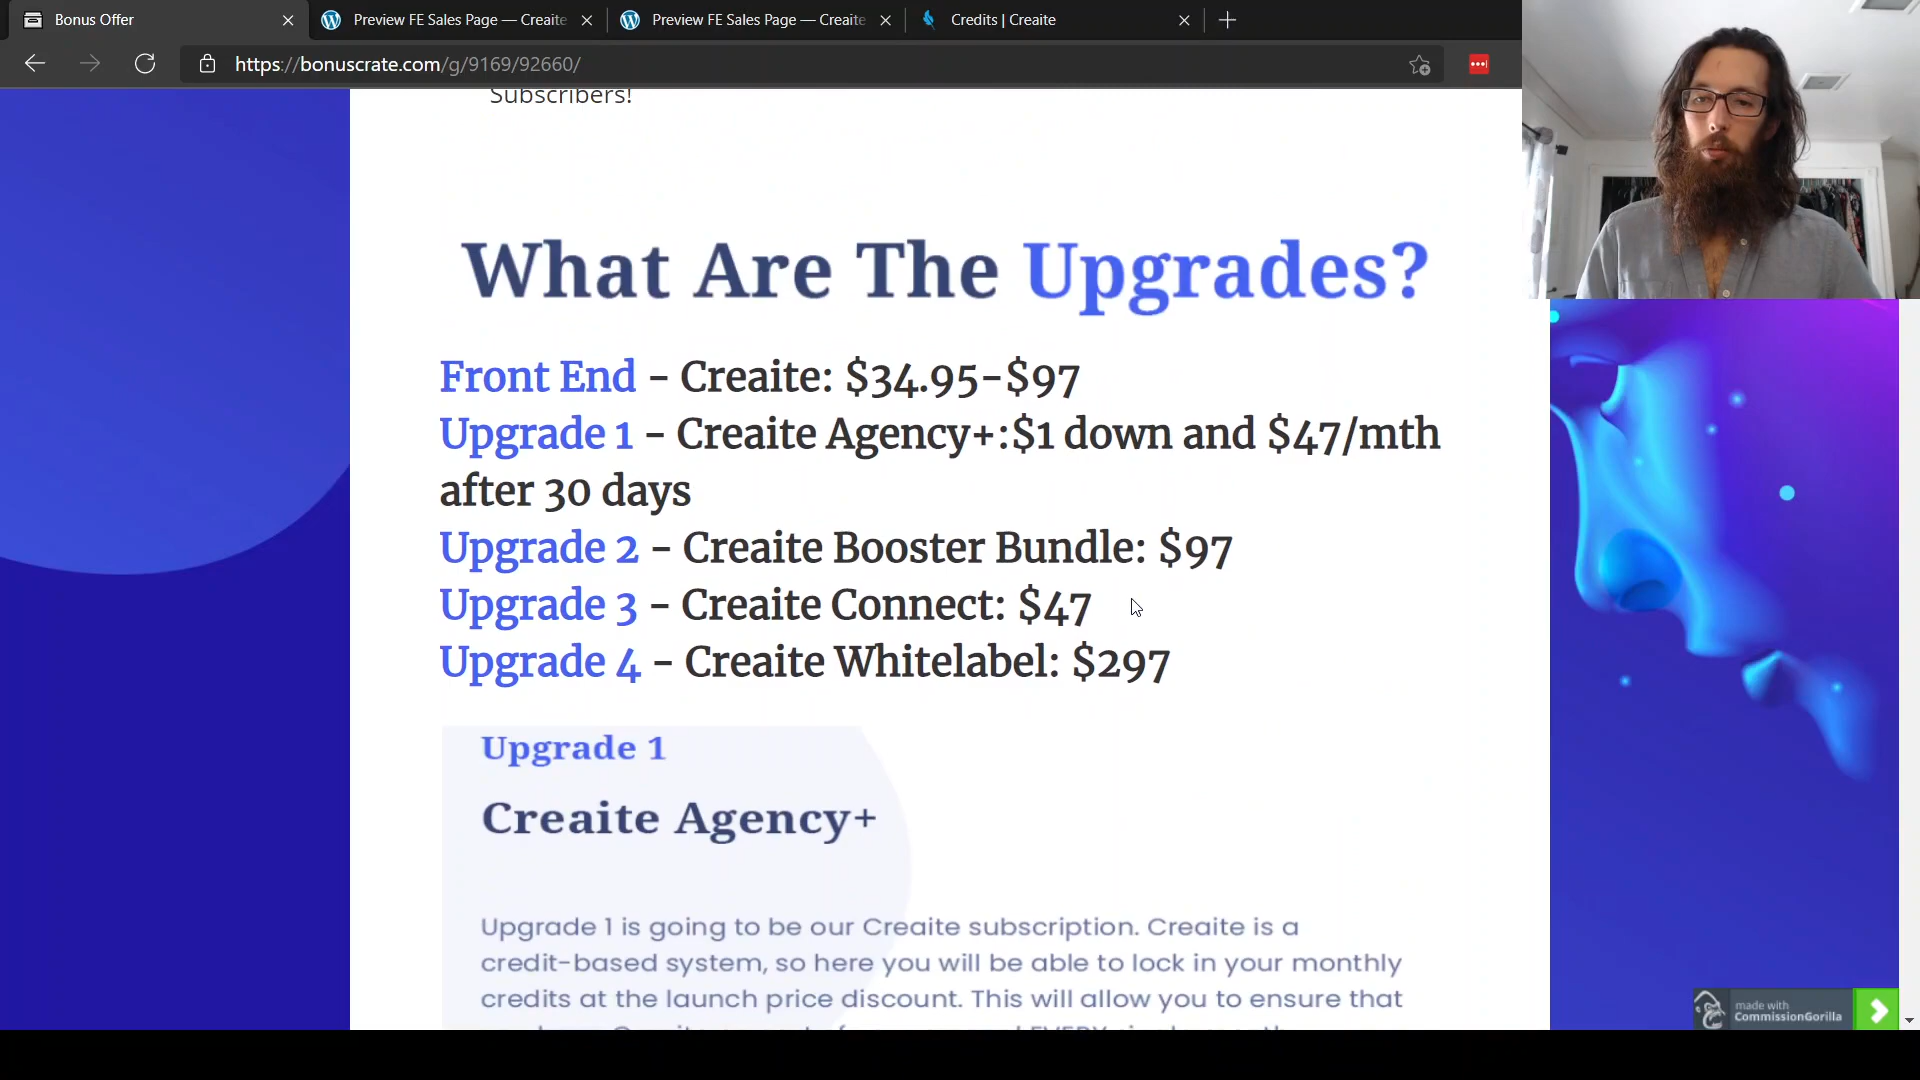 Bonus Offer
Preview FE Sales Page — Creaite
Preview FE Sales Page — Creaite
Credits | Creaite
https://bonuscrate.com/g/9169/92660/
Subscribers!
What Are The Upgrades?
Front End - Creaite: $34.95-$97
Upgrade 1 - Creaite Agency+:$1 down and $47/mth
after 30 days
Upgrade 2 - Creaite Booster Bundle: $97
Upgrade 3 - Creaite Connect: $47
Upgrade 4 - Creaite Whitelabel: $297
Upgrade 1
Creaite Agency+
Upgrade 1 is going to be our Creaite subscription. Creaite is a
credit-based system, so here you will be able to lock in your monthly
credits at the launch price discount. This will allow you to ensure that
made with
CommissionGorilla